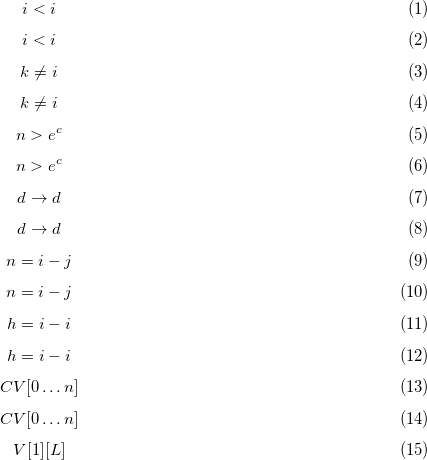 i < i (1)
i < i (2)
k ≠ i (3)
k ≠ i (4)
n > e^c (5)
n > e^c (6)
d → d (7)
d → d (8)
n = i − j (9)
n = i − j (10)
h = i − i (11)
h = i − i (12)
CV[0 … n] (13)
CV[0 … n] (14)
V[1][L] (15)